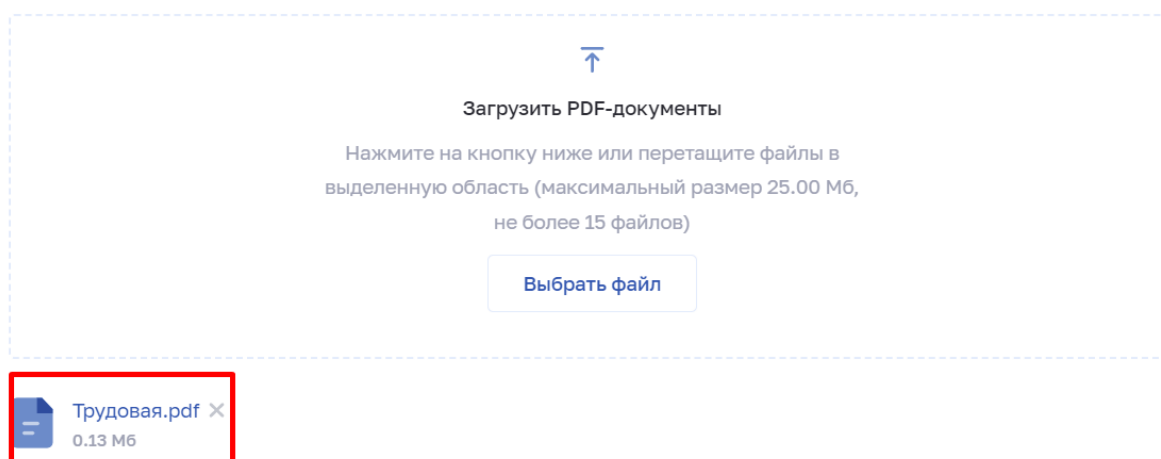 Загрузить PDF-документы
Нажмите на кнопку ниже или перетащите файлы в
выделенную область (максимальный размер 25.00 Мб,
не более 15 файлов)
Выбрать файл
Трудовая.pdf
0.13 Мб